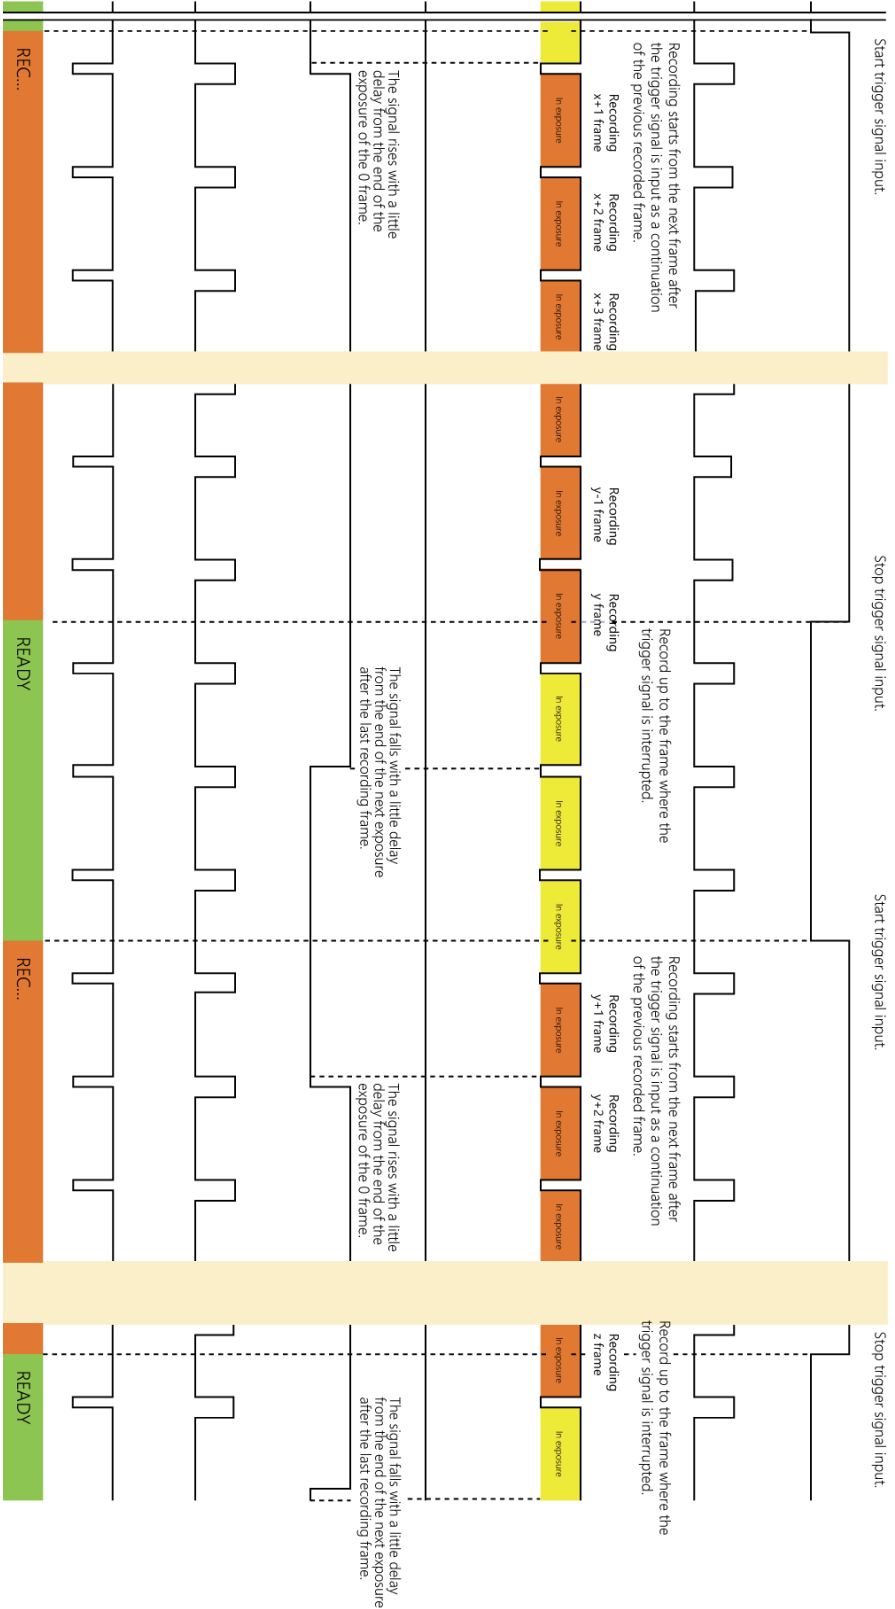 Start trigger signal input.
Stop trigger signal input.
Start trigger signal input.
Stop trigger signal input.
Recording starts from the next frame after
the trigger signal is input as a continuation
of the previous recorded frame.
Record up to the frame where the
trigger signal is interrupted.
Recording starts from the next frame after
the trigger signal is input as a continuation
of the previous recorded frame.
Record up to the frame where the
trigger signal is interrupted.
Recording
x+1 frame
Recording
x+2 frame
Recording
x+3 frame
Recording
y-1 frame
Recording
y frame
Recording
y+1 frame
Recording
y+2 frame
Recording
z frame
In exposure
In exposure
In exposure
In exposure
In exposure
In exposure
In exposure
In exposure
In exposure
In exposure
In exposure
In exposure
In exposure
In exposure
The signal rises with a little
delay from the end of the
exposure of the 0 frame.
The signal falls with a little delay
from the end of the next exposure
after the last recording frame.
The signal rises with a little
delay from the end of the
exposure of the 0 frame.
The signal falls with a little delay
from the end of the next exposure
after the last recording frame.
REC...
READY
REC...
READY